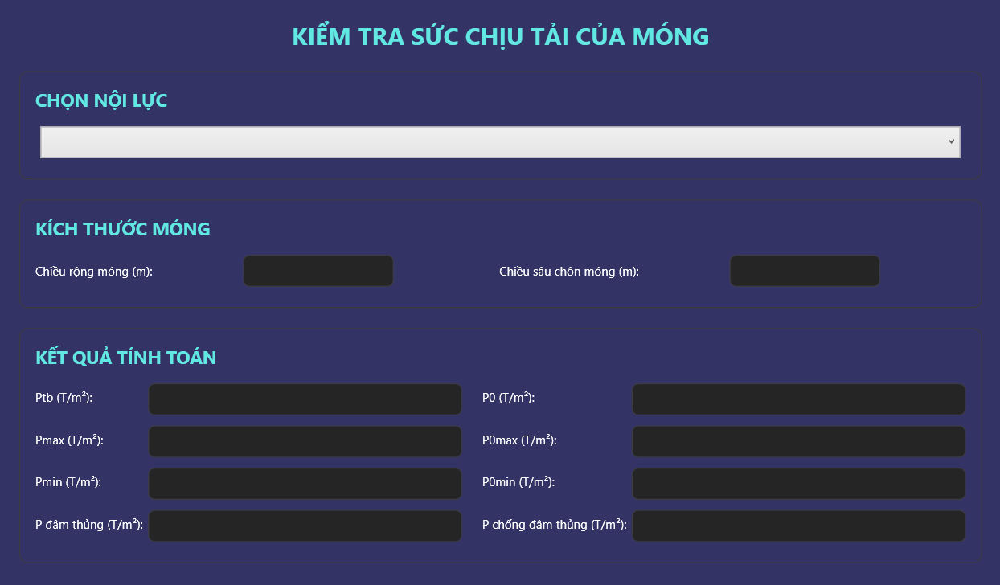 KIỂM TRA SỨC CHỊU TẢI CỦA MÓNG
CHỌN NỘI LỰC
KÍCH THƯỚC MÓNG
Chiều rộng móng (m):
Chiều sâu chôn móng (m):
KẾT QUẢ TÍNH TOÁN
Ptb (T/m²):
P0 (T/m²):
Pmax (T/m²):
P0max (T/m²):
Pmin (T/m²):
P0min (T/m²):
P đâm thủng (T/m²):
P chống đâm thủng (T/m²):